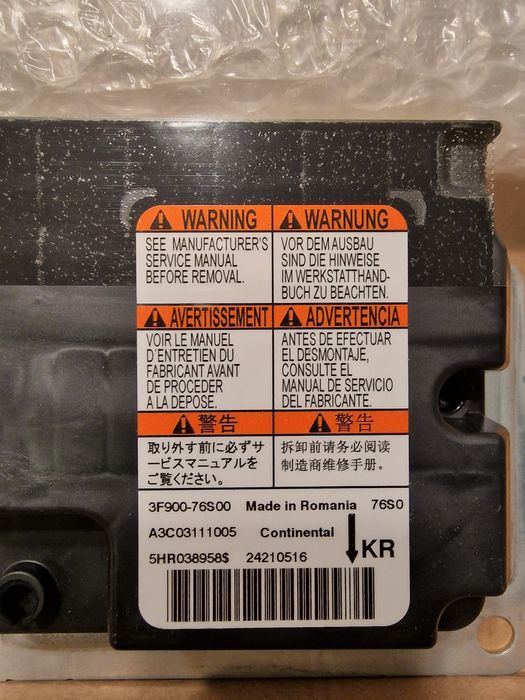 WARNING
SEE MANUFACTURER'S
SERVICE MANUAL
BEFORE REMOVAL.
WARNUNG
VOR DEM AUSBAU
SIND DIE HINWEISE
IM WERKSTATTHAND-
BUCH ZU BEACHTEN.
AVERTISSEMENT
VOIR LE MANUEL
D'ENTRETIEN DU
FABRICANT AVANT
DE PROCEDER
A LA DEPOSE.
ADVERTENCIA
ANTES DE EFECTUAR
EL DESMONTAJE,
CONSULTE EL
MANUAL DE SERVICIO
DEL FABRICANTE.
警告
取り外す前に必ずサ
ービスマニュアルを
ご覧ください。
警告
拆卸前请务必阅读
制造商维修手册。
3F900-76S00 Made in Romania 76S0
A3C03111005 Continental
5HR038958$ 24210516 KR